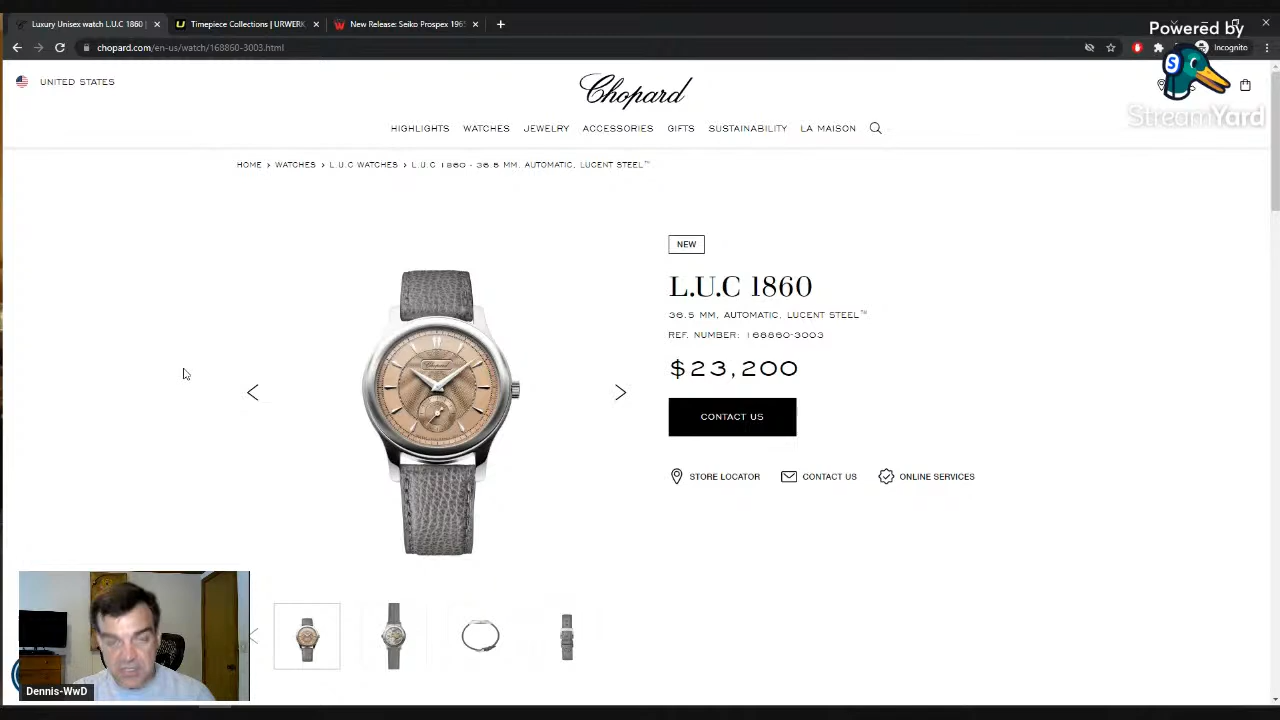 Luxury Unisex watch L.U.C 1860 |
Timepiece Collections | URWERK
New Release: Seiko Prospex 1965
chopard.com/en-us/watch/168860-3003.html
Incognito
Powered by
StreamYard
UNITED STATES
Chopard
HIGHLIGHTS WATCHES JEWELRY ACCESSORIES GIFTS SUSTAINABILITY LA MAISON
HOME > WATCHES > L.U.C WATCHES > L.U.C 1860 - 36.5 MM, AUTOMATIC, LUCENT STEEL™
NEW
L.U.C 1860
36.5 MM, AUTOMATIC, LUCENT STEEL™
REF. NUMBER: 168860-3003
$23,200
CONTACT US
STORE LOCATOR CONTACT US ONLINE SERVICES
Chopard
Dennis-WwD